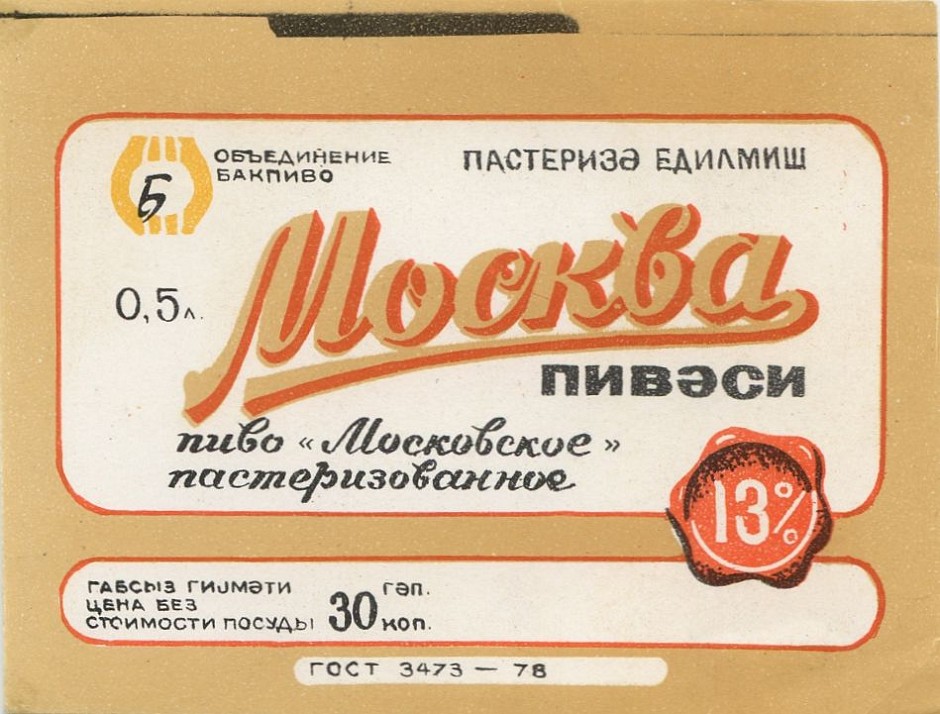 Б
ОБЪЕДИНЕНИЕ
БАКПИВО
ПАСТЕРИЗӘ ЕДИЛМИШ
0,5л.
Москва
ПИВӘСИ
пиво «Московское»
пастеризованное
13%
ГАБСЫЗ ГИЈМӘТИ
ЦЕНА БЕЗ
СТОИМОСТИ ПОСУДЫ
30
гәп.
коп.
ГОСТ 3473 — 78